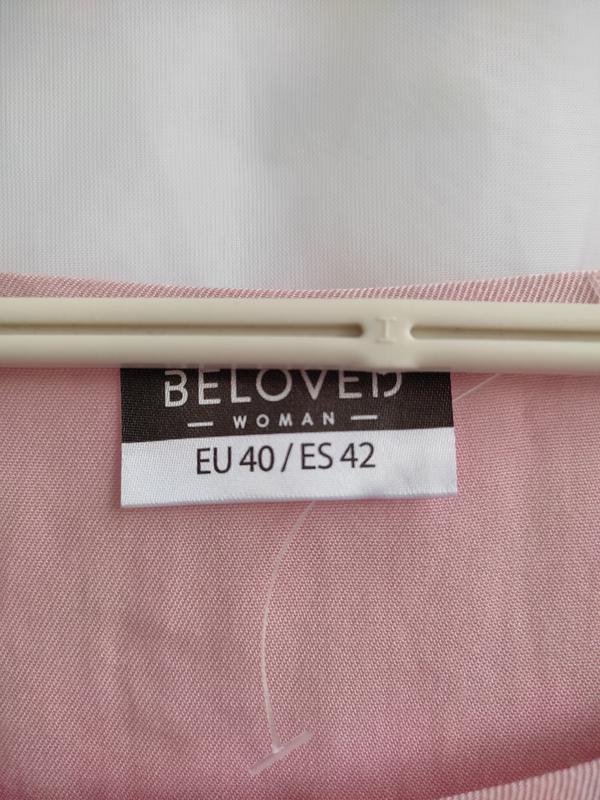 BELOVED
— WOMAN —
EU 40 / ES 42
I